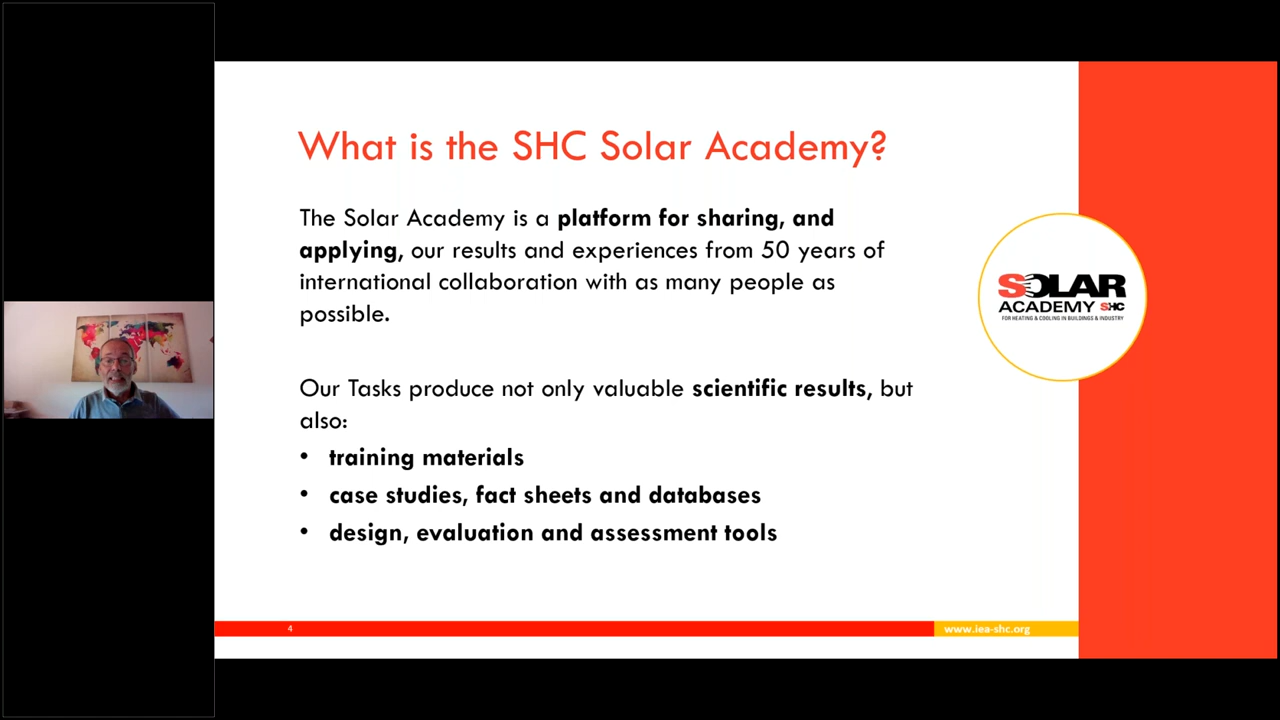 What is the SHC Solar Academy?
The Solar Academy is a platform for sharing, and
applying, our results and experiences from 50 years of
international collaboration with as many people as
possible.
Our Tasks produce not only valuable scientific results, but
also:
• training materials
• case studies, fact sheets and databases
• design, evaluation and assessment tools
SOLAR
ACADEMY SHC
FOR HEATING & COOLING IN BUILDINGS & INDUSTRY
4
www.iea-shc.org